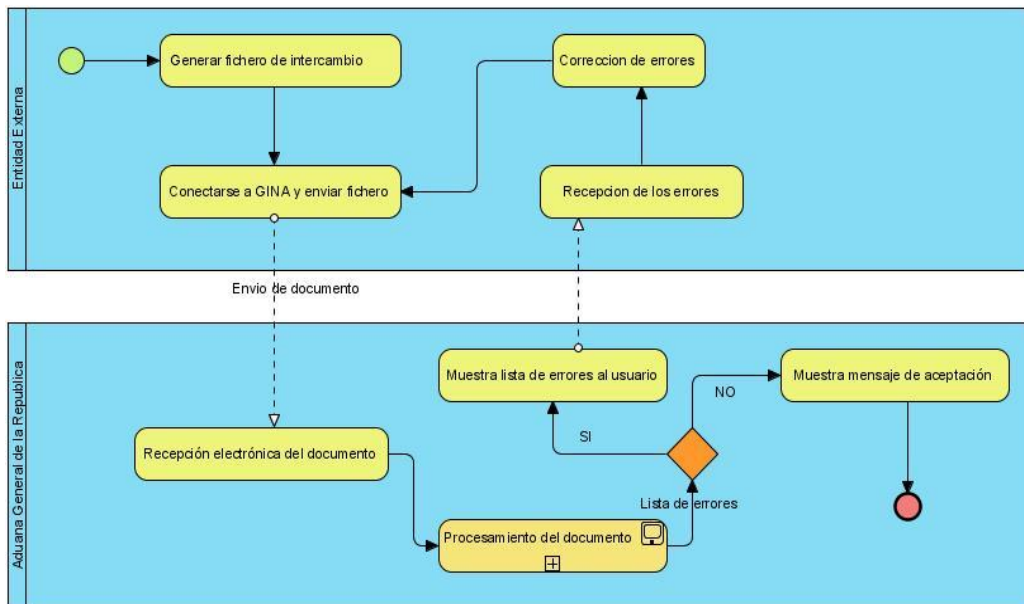 Entidad Externa
Generar fichero de intercambio
Correccion de errores
Conectarse a GINA y enviar fichero
Recepcion de los errores
Envio de documento
Aduana General de la Republica
Muestra lista de errores al usuario
Muestra mensaje de aceptación
NO
SI
Recepción electrónica del documento
Lista de errores
Procesamiento del documento